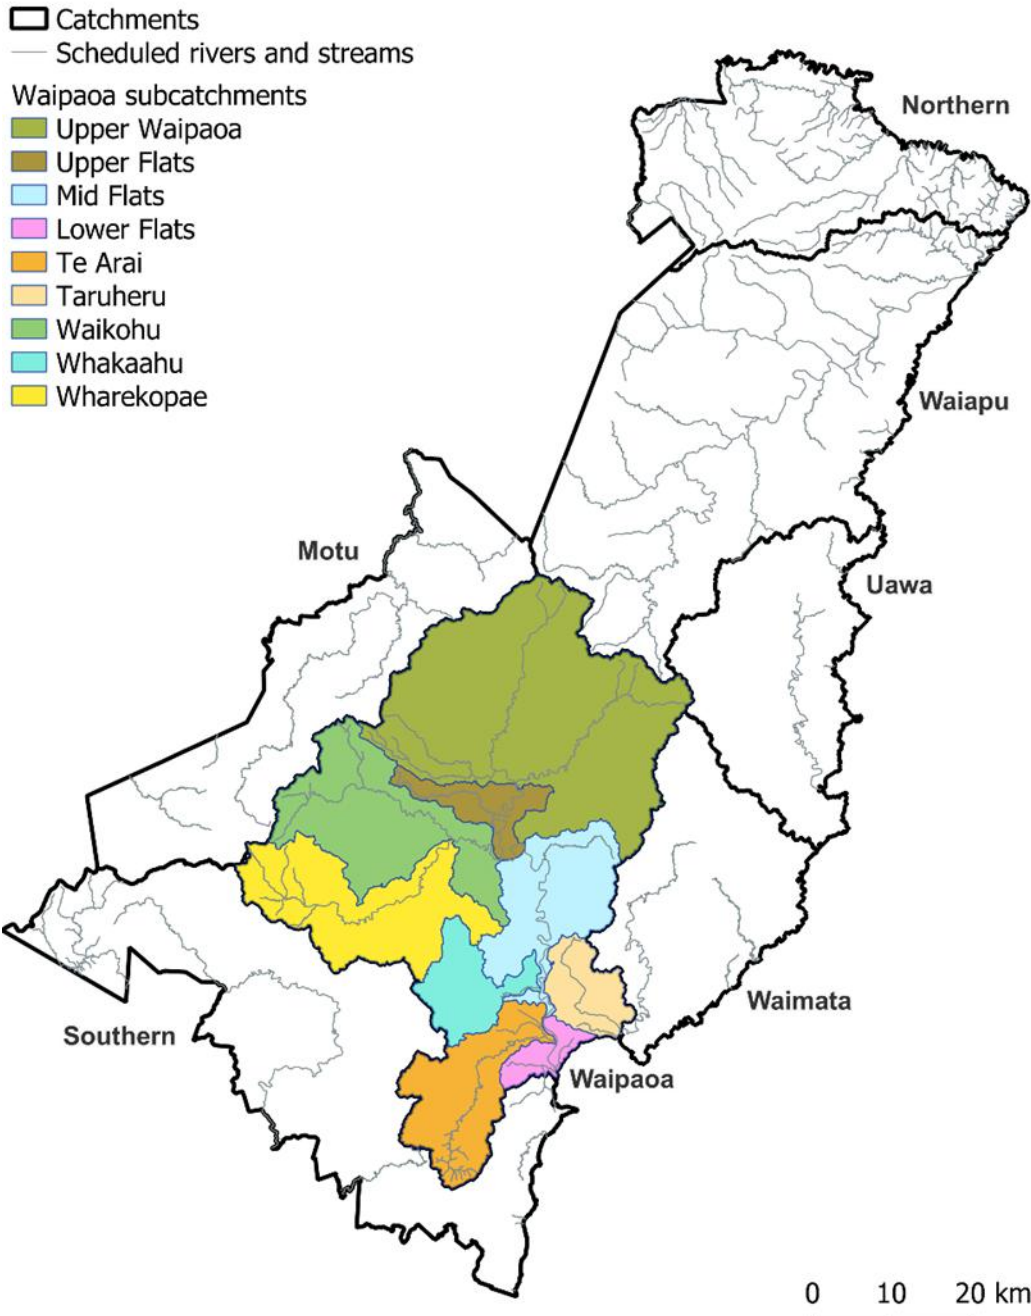 Catchments
Scheduled rivers and streams
Waipaoa subcatchments
Upper Waipaoa
Upper Flats
Mid Flats
Lower Flats
Te Arai
Taruheru
Waikohu
Whakaahu
Wharekopae
Northern
Waiapu
Motu
Uawa
Waimata
Southern
Waipaoa
0 10 20 km